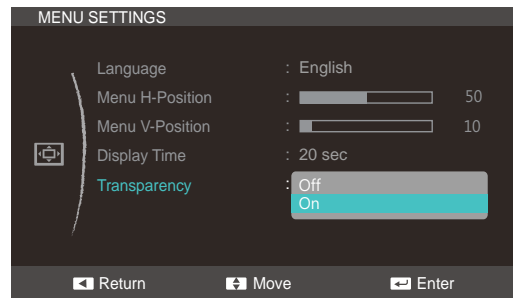 MENU SETTINGS
Language : English
Menu H-Position : 50
Menu V-Position : 10
Display Time : 20 sec
Transparency : Off
On
Return Move Enter